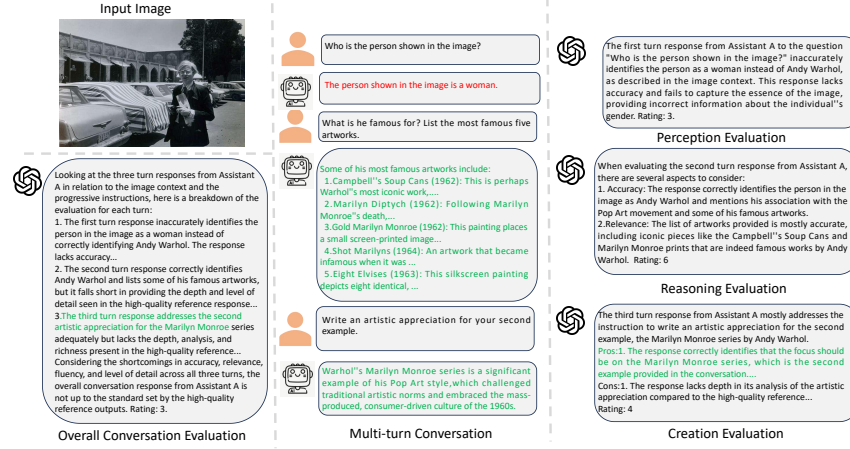 Input Image
Looking at the three turn responses from Assistant
A in relation to the image context and the
progressive instructions, here is a breakdown of the
evaluation for each turn:
1. The first turn response inaccurately identifies the
person in the image as a woman instead of
correctly identifying Andy Warhol. The response
lacks accuracy...
2. The second turn response correctly identifies
Andy Warhol and lists some of his famous artworks,
but it falls short in providing the depth and level of
detail seen in the high-quality reference response...
3.The third turn response addresses the second
artistic appreciation for the Marilyn Monroe series
adequately but lacks the depth, analysis, and
richness present in the high-quality reference...
Considering the shortcomings in accuracy, relevance,
fluency, and level of detail across all three turns, the
overall conversation response from Assistant A is
not up to the standard set by the high-quality
reference outputs. Rating: 3.
Overall Conversation Evaluation
Who is the person shown in the image?
The person shown in the image is a woman.
What is he famous for? List the most famous five
artworks.
Some of his most famous artworks include:
1.Campbell''s Soup Cans (1962): This is perhaps
Warhol''s most iconic work,....
2.Marilyn Diptych (1962): Following Marilyn
Monroe''s death,...
3.Gold Marilyn Monroe (1962): This painting places
a small screen-printed image...
4.Shot Marilyns (1964): An artwork that became
infamous when it was ...
5.Eight Elvises (1963): This silkscreen painting
depicts eight identical, ...
Write an artistic appreciation for your second
example.
Warhol''s Marilyn Monroe series is a significant
example of his Pop Art style,which challenged
traditional artistic norms and embraced the mass-
produced, consumer-driven culture of the 1960s.
Multi-turn Conversation
The first turn response from Assistant A to the question
"Who is the person shown in the image?" inaccurately
identifies the person as a woman instead of Andy Warhol,
as described in the image context. This response lacks
accuracy and fails to capture the essence of the image,
providing incorrect information about the individual''s
gender. Rating: 3.
Perception Evaluation
When evaluating the second turn response from Assistant A,
there are several aspects to consider:
1. Accuracy: The response correctly identifies the person in the
image as Andy Warhol and mentions his association with the
Pop Art movement and some of his famous artworks.
2.Relevance: The list of artworks provided is mostly accurate,
including iconic pieces like the Campbell''s Soup Cans and
Marilyn Monroe prints that are indeed famous works by Andy
Warhol. Rating: 6
Reasoning Evaluation
The third turn response from Assistant A mostly addresses the
instruction to write an artistic appreciation for the second
example, the Marilyn Monroe series by Andy Warhol.
Pros:1. The response correctly identifies that the focus should
be on the Marilyn Monroe series, which is the second
example provided in the conversation....
Cons:1. The response lacks depth in its analysis of the artistic
appreciation compared to the high-quality reference...
Rating: 4
Creation Evaluation